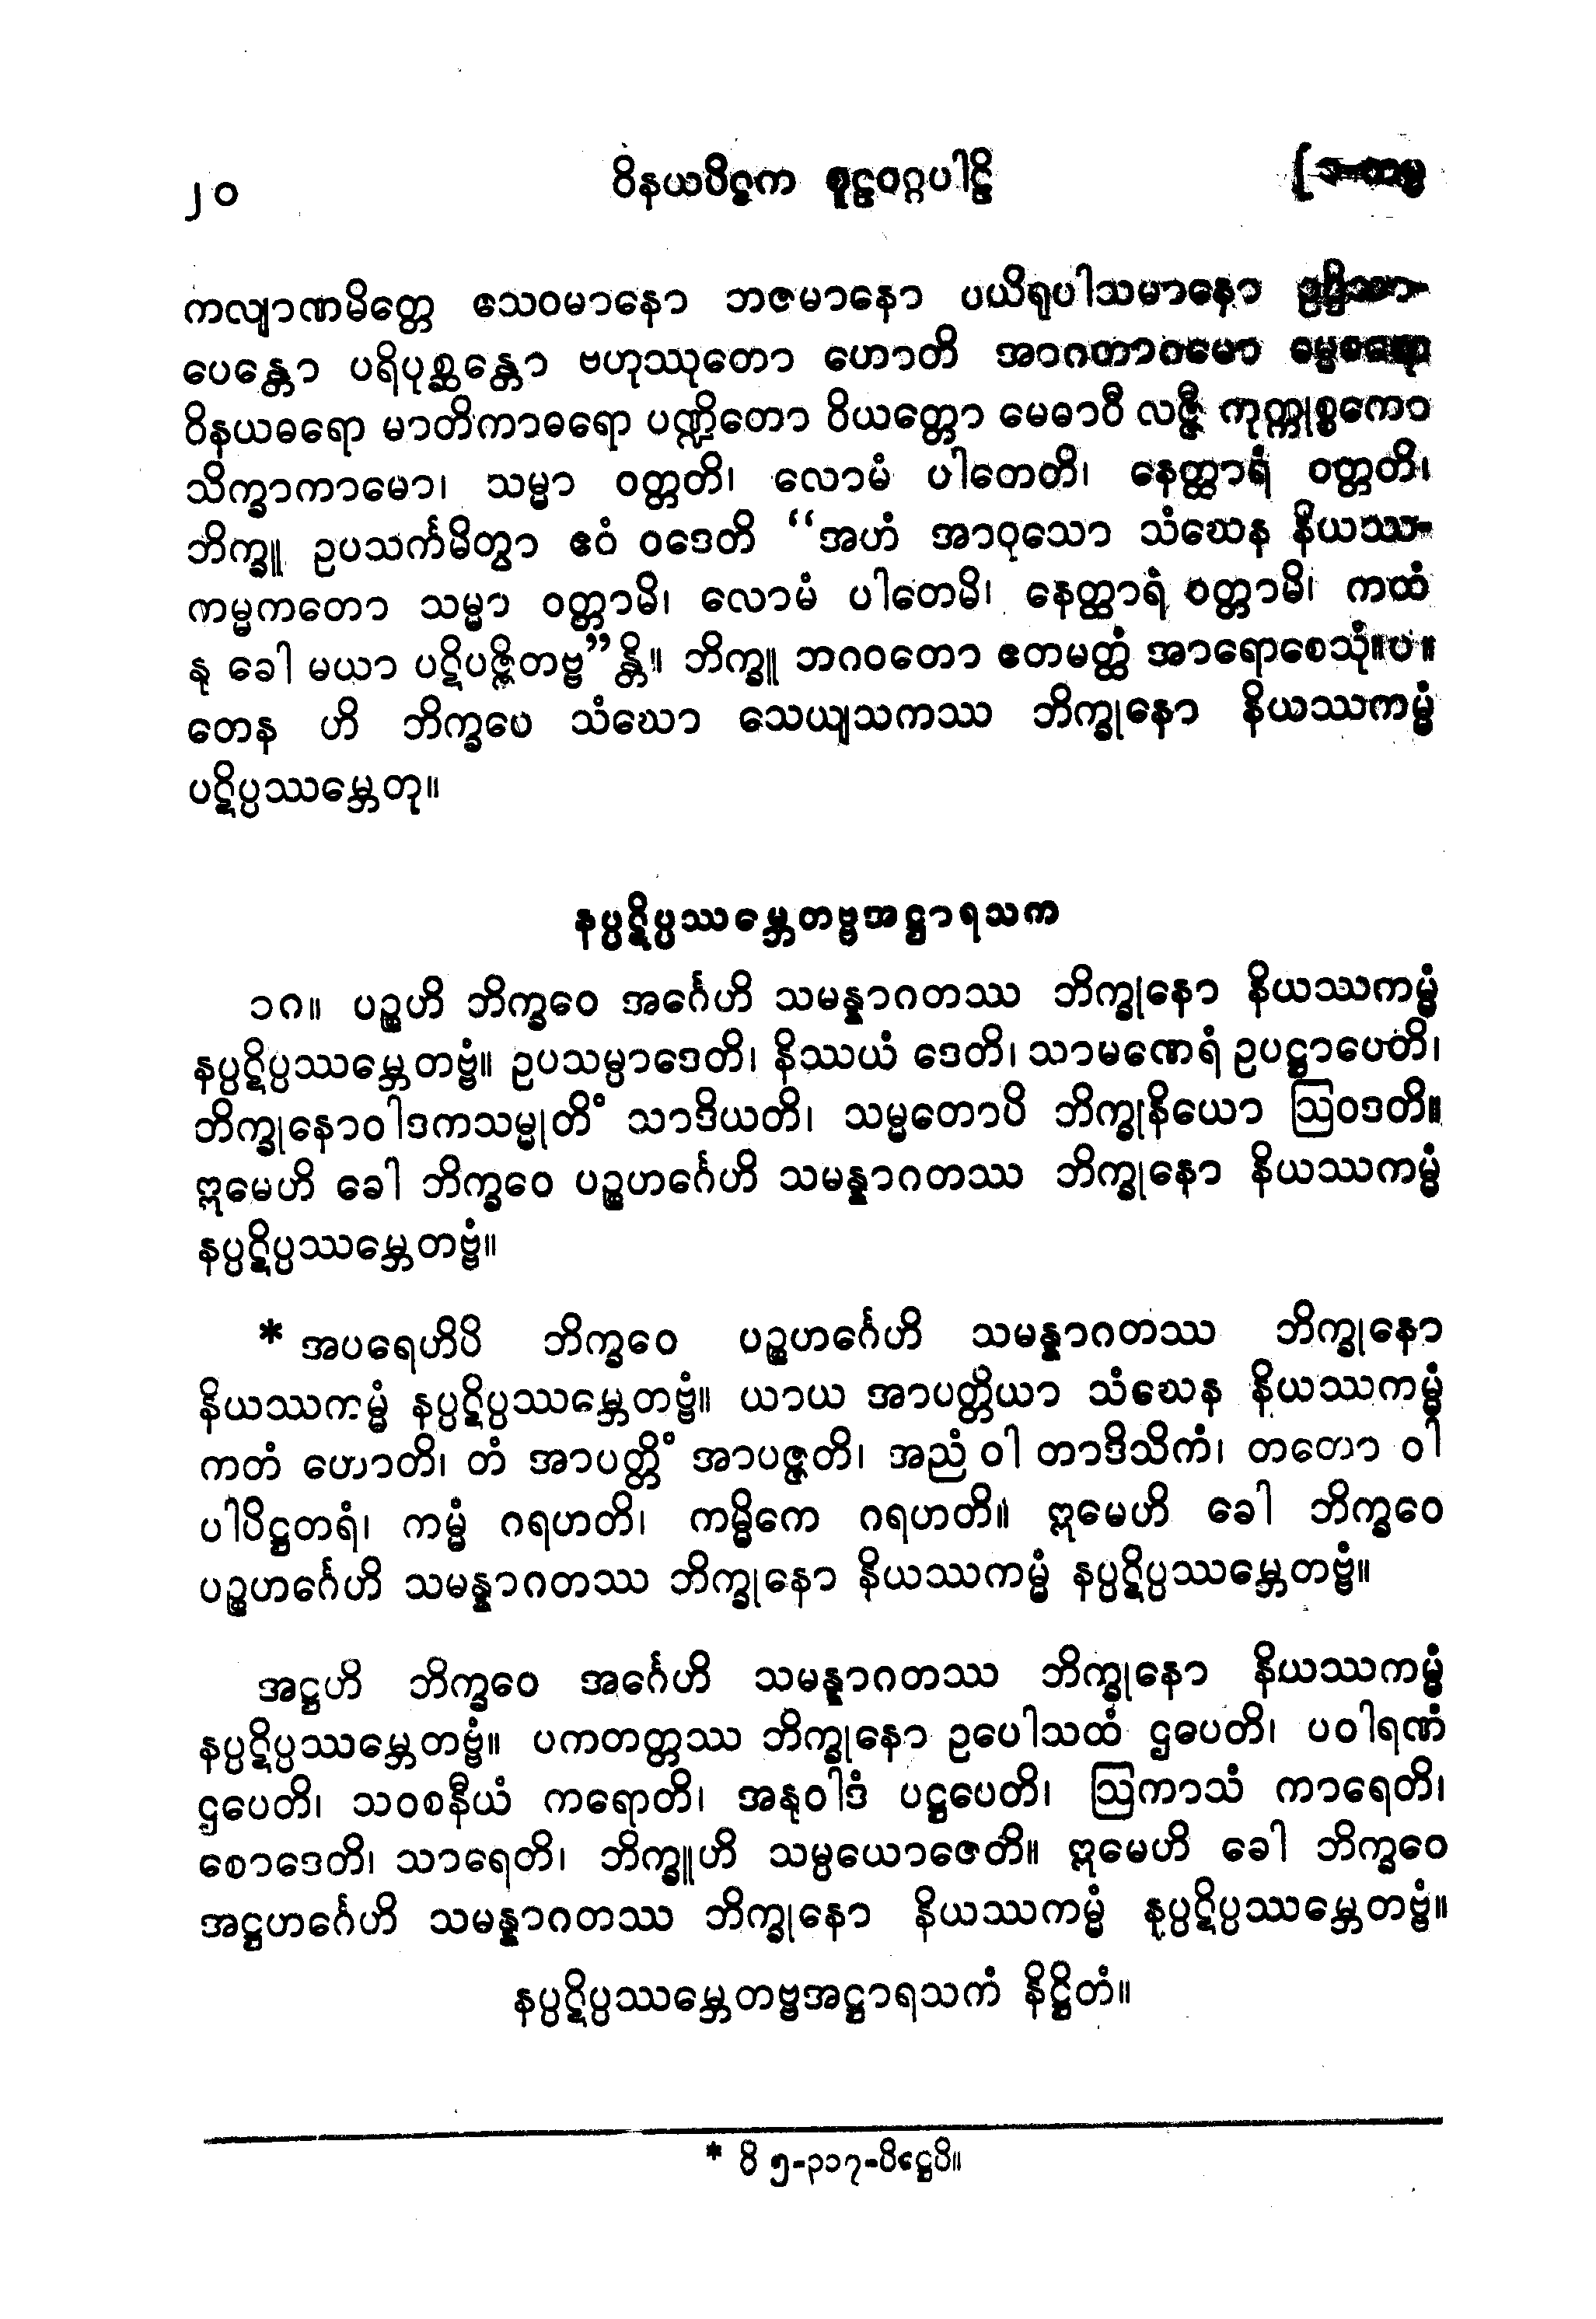 ၂၀ ဝိနယပိဋက စူဠဝဂ္ဂပါဠိ [၁-ကမ္မ
ကလျာဏမိတ္တေ သေဝမာနော ဘဇမာနော ပယိရုပါသမာနော
ပေန္တော ပရိပုစ္ဆန္တော ဗဟုဿုတော ဟောတိ အာဂတာဂမော
ဝိနယဓရော မာတိကာဓရော ပဏ္ဍိတော ဝိယတ္တော မေဓာဝီ လဇ္ဇီ ကုက္ကုစ္စကော
သိက္ခာကာမော၊ သမ္မာ ဝတ္တတိ၊ လောမံ ပါတေတိ၊ နေတ္ထာရံ ဝတ္တတိ၊
ဘိက္ခူ ဥပသင်္ကမိတွာ ဧဝံ ဝဒေတိ “အဟံ အာဝုသော သံဃေန နိယဿ-
ကမ္မကတော သမ္မာ ဝတ္တာမိ၊ လောမံ ပါတေမိ၊ နေတ္ထာရံ ဝတ္တာမိ၊ ကထံ
နု ခေါ မယာ ပဋိပဇ္ဇိတဗ္ဗ”န္တိ။ ဘိက္ခူ ဘဂဝတော ဧတမတ္ထံ အာရောစေသုံ။ပ။
တေန ဟိ ဘိက္ခဝေ သံဃော သေယျသကဿ ဘိက္ခုနော နိယဿကမ္မံ
ပဋိပ္ပဿမ္ဘေတု။
နပ္ပဋိပ္ပဿမ္ဘေတဗ္ဗအဋ္ဌာရသက
၁၈။ ပဉ္စဟိ ဘိက္ခဝေ အင်္ဂေဟိ သမန္နာဂတဿ ဘိက္ခုနော နိယဿကမ္မံ
နပ္ပဋိပ္ပဿမ္ဘေတဗ္ဗံ။ ဥပသမ္ပာဒေတိ၊ နိဿယံ ဒေတိ၊ သာမဏေရံ ဥပဋ္ဌာပေတိ၊
ဘိက္ခုနောဝါဒကသမ္မုတိံ သာဒိယတိ၊ သမ္မတောပိ ဘိက္ခုနိယော ဩဝဒတိ။
ဣမေဟိ ခေါ ဘိက္ခဝေ ပဉ္စဟင်္ဂေဟိ သမန္နာဂတဿ ဘိက္ခုနော နိယဿကမ္မံ
နပ္ပဋိပ္ပဿမ္ဘေတဗ္ဗံ။
* အပရေဟိပိ ဘိက္ခဝေ ပဉ္စဟင်္ဂေဟိ သမန္နာဂတဿ ဘိက္ခုနော
နိယဿကမ္မံ နပ္ပဋိပ္ပဿမ္ဘေတဗ္ဗံ။ ယာယ အာပတ္တိယာ သံဃေန နိယဿကမ္မံ
ကတံ ဟောတိ၊ တံ အာပတ္တိံ အာပဇ္ဇတိ၊ အညံ ဝါ တာဒိသိကံ၊ တတော ဝါ
ပါပိဋ္ဌတရံ၊ ကမ္မံ ဂရဟတိ၊ ကမ္မိကေ ဂရဟတိ။ ဣမေဟိ ခေါ ဘိက္ခဝေ
ပဉ္စဟင်္ဂေဟိ သမန္နာဂတဿ ဘိက္ခုနော နိယဿကမ္မံ နပ္ပဋိပ္ပဿမ္ဘေတဗ္ဗံ။
အဋ္ဌဟိ ဘိက္ခဝေ အင်္ဂေဟိ သမန္နာဂတဿ ဘိက္ခုနော နိယဿကမ္မံ
နပ္ပဋိပ္ပဿမ္ဘေတဗ္ဗံ။ ပကတတ္တဿ ဘိက္ခုနော ဥပေါသထံ ဌပေတိ၊ ပဝါရဏံ
ဌပေတိ၊ သဝစနီယံ ကရောတိ၊ အနုဝါဒံ ပဋ္ဌပေတိ၊ ဩကာသံ ကာရေတိ၊
စောဒေတိ၊ သာရေတိ၊ ဘိက္ခူဟိ သမ္ပယောဇေတိ။ ဣမေဟိ ခေါ ဘိက္ခဝေ
အဋ္ဌဟင်္ဂေဟိ သမန္နာဂတဿ ဘိက္ခုနော နိယဿကမ္မံ နပ္ပဋိပ္ပဿမ္ဘေတဗ္ဗံ။
နပ္ပဋိပ္ပဿမ္ဘေတဗ္ဗအဋ္ဌာရသကံ နိဋ္ဌိတံ။
* ဝိ ၅-၃၁၇-ပိဋ္ဌေပိ။